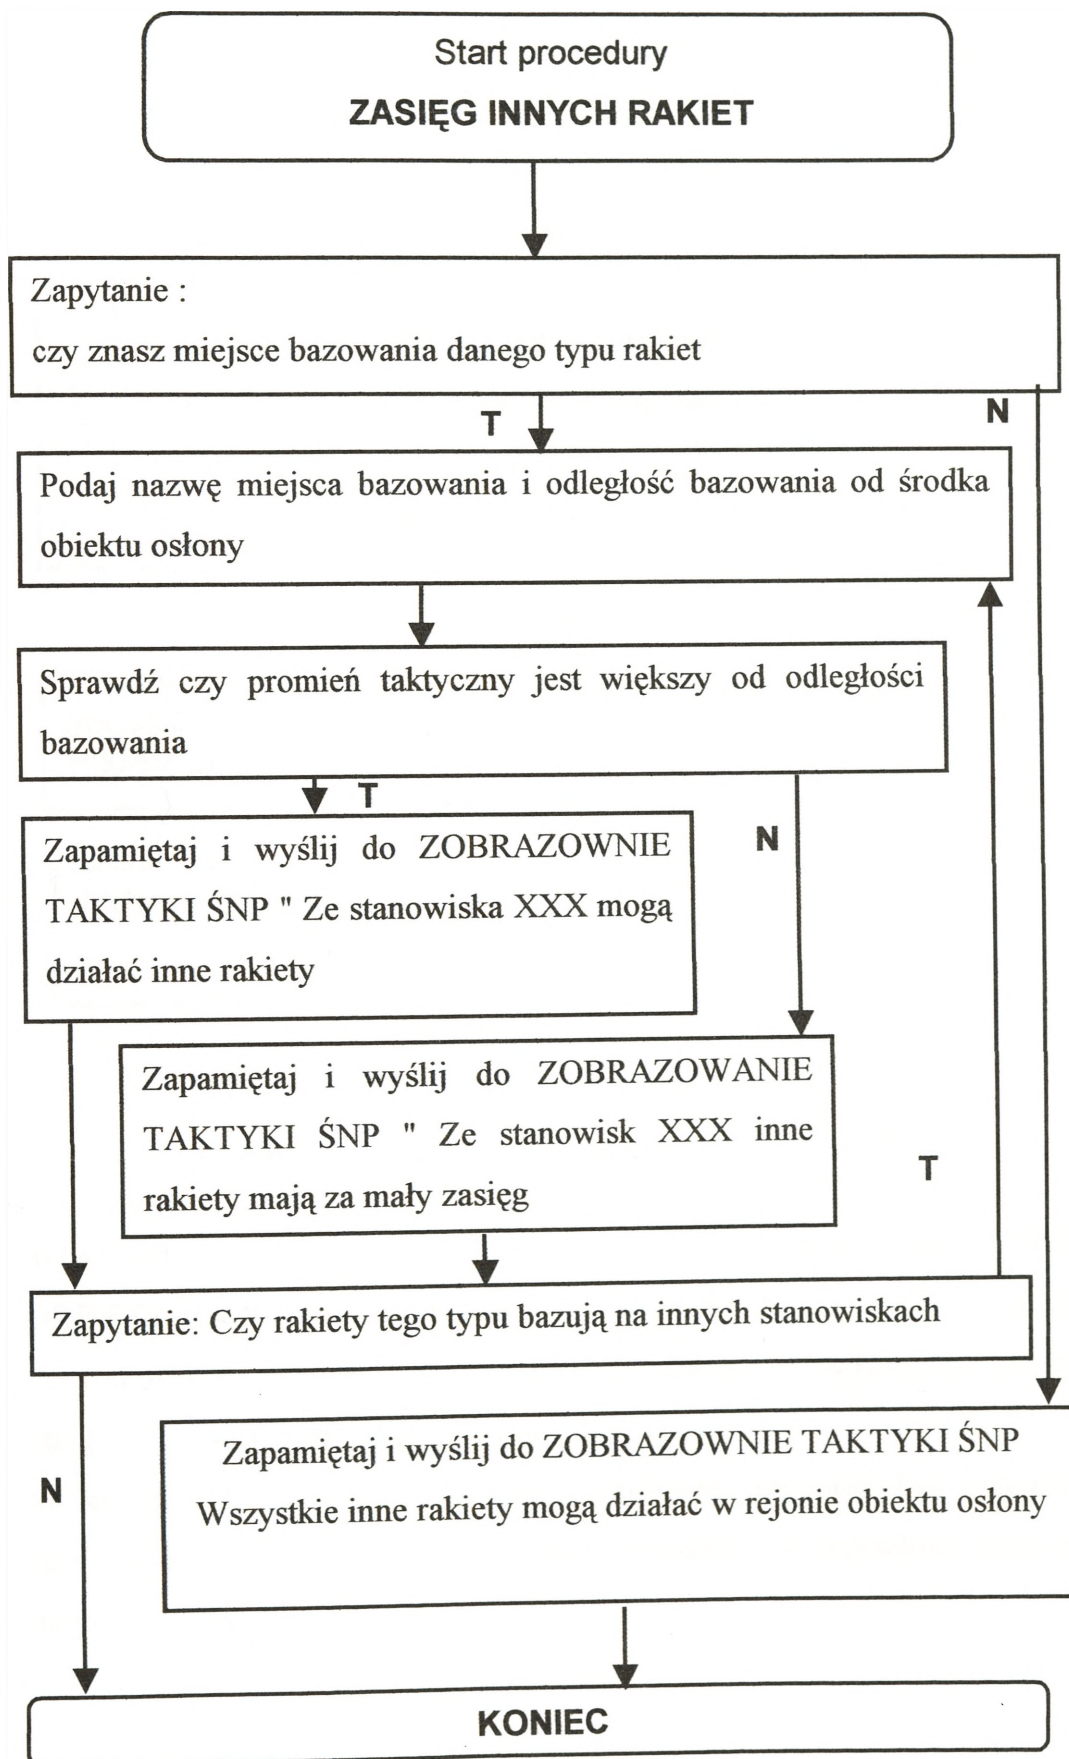 Start procedury
ZASIĘG INNYCH RAKIET
Zapytanie :
czy znasz miejsce bazowania danego typu rakiet
T
N
Podaj nazwę miejsca bazowania i odległość bazowania od środka
obiektu osłony
Sprawdź czy promień taktyczny jest większy od odległości
bazowania
T
N
Zapamiętaj i wyślij do ZOBRAZOWNIE
TAKTYKI ŚNP " Ze stanowiska XXX mogą
działać inne rakiety
Zapamiętaj i wyślij do ZOBRAZOWANIE
TAKTYKI ŚNP " Ze stanowisk XXX inne
rakiety mają za mały zasięg
T
Zapytanie: Czy rakiety tego typu bazują na innych stanowiskach
N
Zapamiętaj i wyślij do ZOBRAZOWNIE TAKTYKI ŚNP
Wszystkie inne rakiety mogą działać w rejonie obiektu osłony
KONIEC